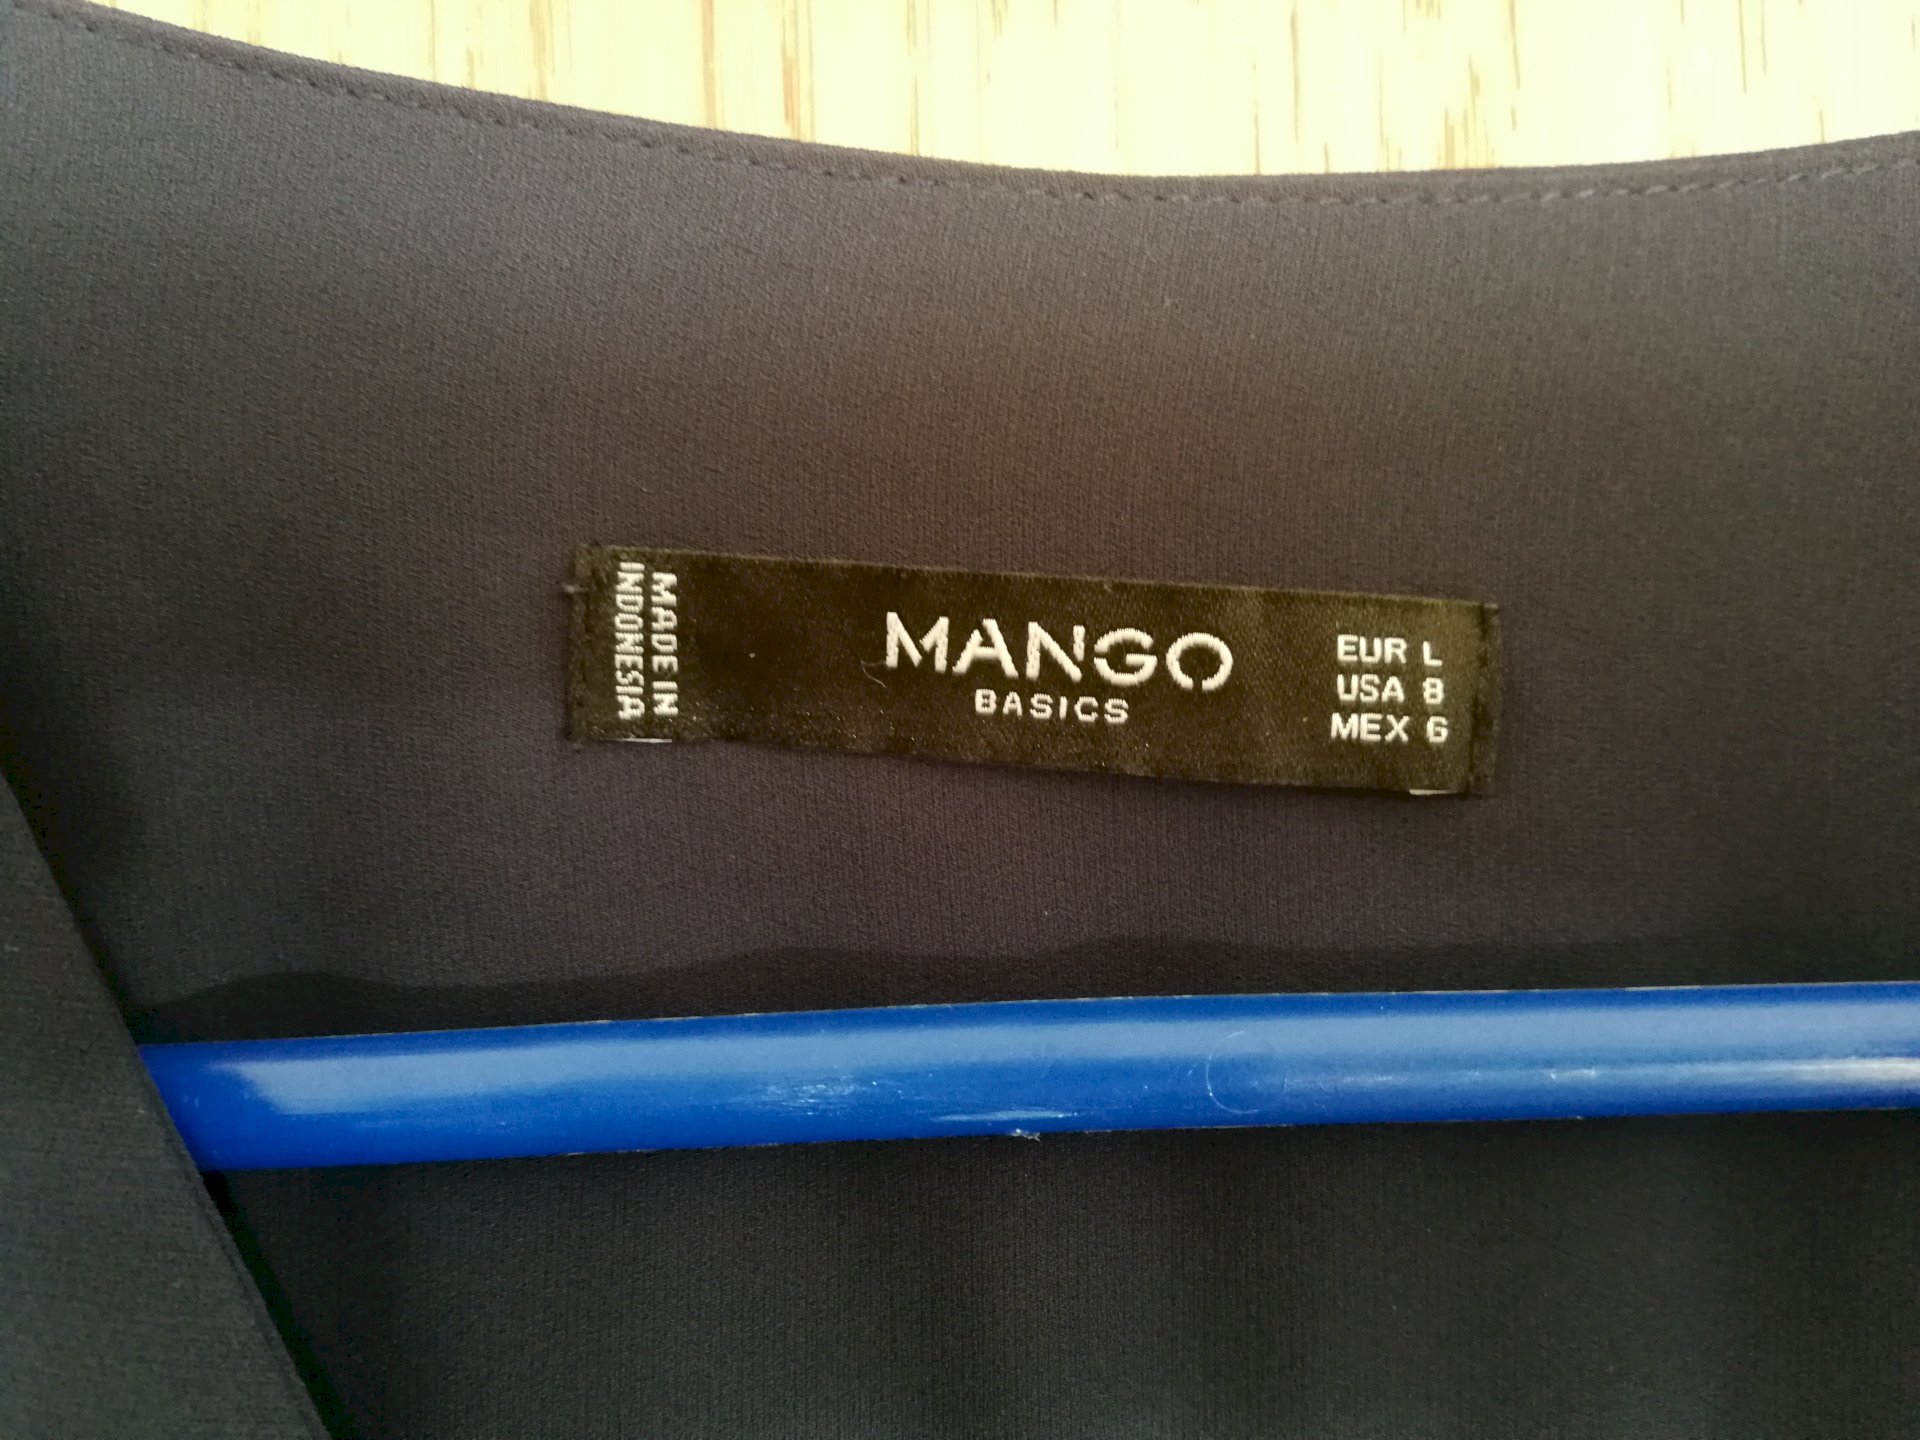 MADE IN
INDONESIA
MANGO
BASICS
EUR L
USA 8
MEX 6